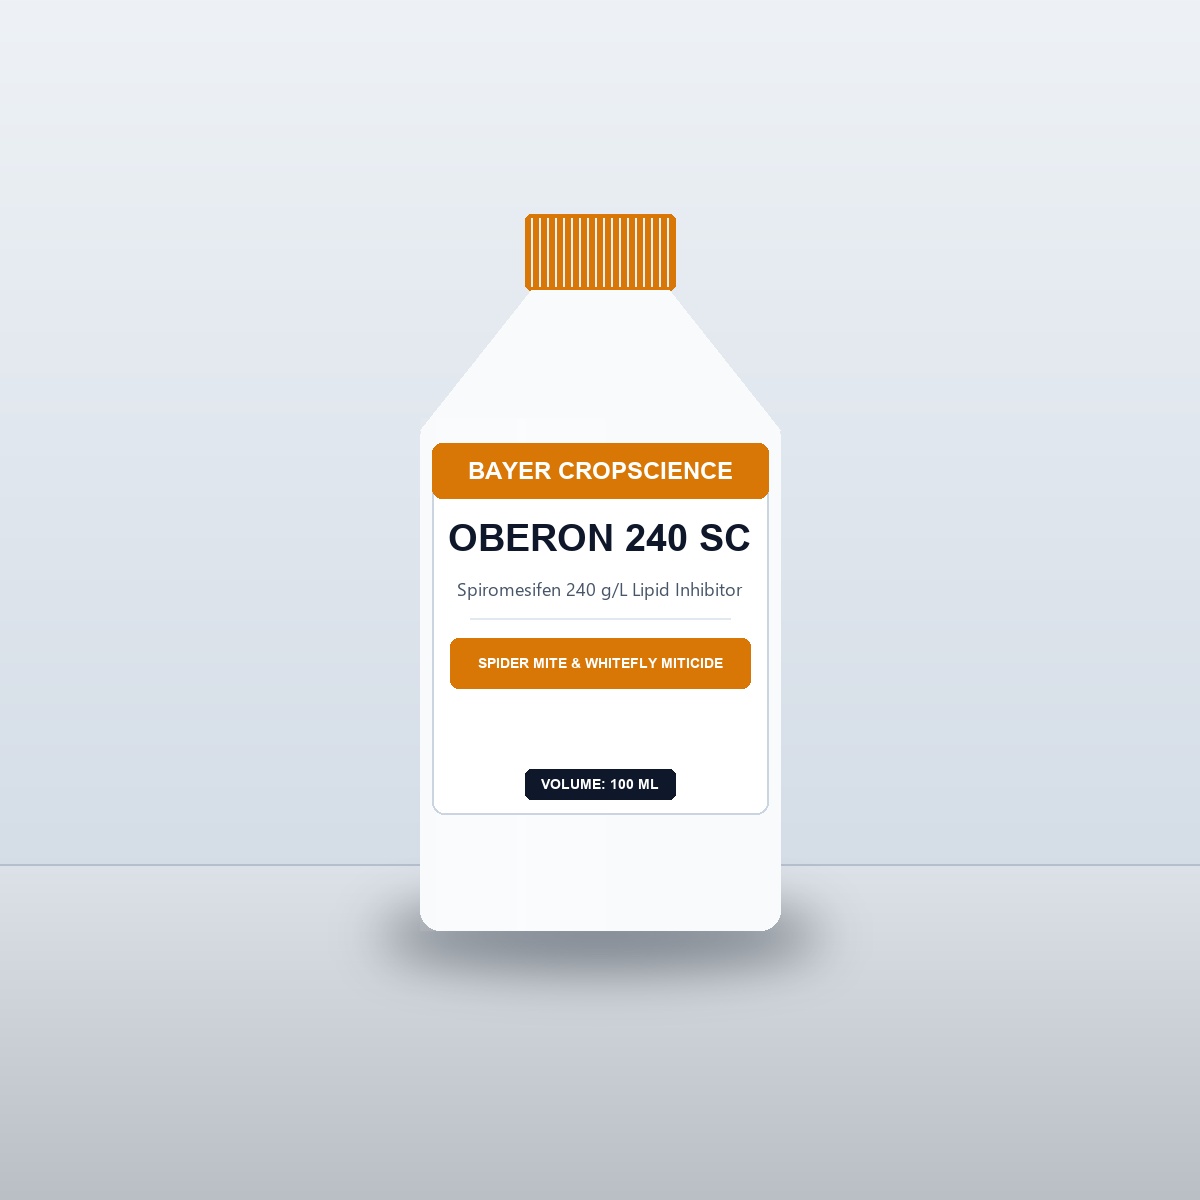 BAYER CROPSCIENCE
OBERON 240 SC
Spiromesifen 240 g/L Lipid Inhibitor
SPIDER MITE & WHITEFLY MITICIDE
VOLUME: 100 ML